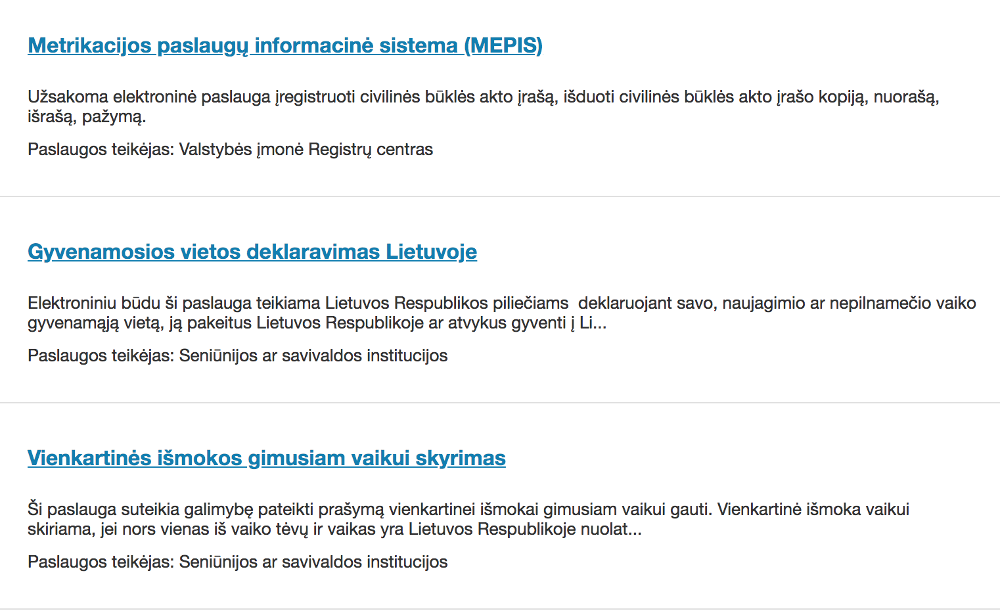 Metrikacijos paslaugų informacinė sistema (MEPIS)
Užsakoma elektroninė paslauga įregistruoti civilinės būklės akto įrašą, išduoti civilinės būklės akto įrašo kopiją, nuorašą,
išrašą, pažymą.
Paslaugos teikėjas: Valstybės įmonė Registrų centras
Gyvenamosios vietos deklaravimas Lietuvoje
Elektroniniu būdu ši paslauga teikiama Lietuvos Respublikos piliečiams  deklaruojant savo, naujagimio ar nepilnamečio vaiko
gyvenamąją vietą, ją pakeitus Lietuvos Respublikoje ar atvykus gyventi į Li...
Paslaugos teikėjas: Seniūnijos ar savivaldos institucijos
Vienkartinės išmokos gimusiam vaikui skyrimas
Ši paslauga suteikia galimybę pateikti prašymą vienkartinei išmokai gimusiam vaikui gauti. Vienkartinė išmoka vaikui
skiriama, jei nors vienas iš vaiko tėvų ir vaikas yra Lietuvos Respublikoje nuolat...
Paslaugos teikėjas: Seniūnijos ar savivaldos institucijos